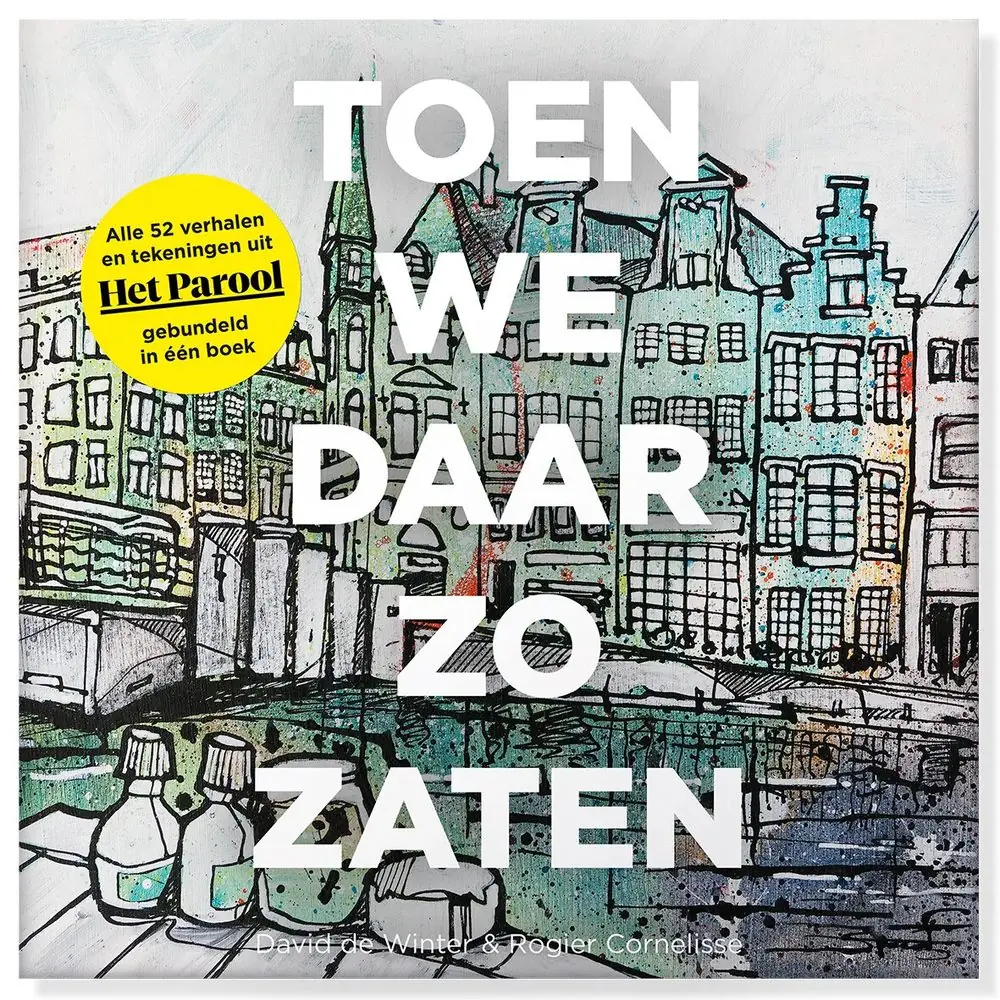 TOEN
WE
DAAR
ZO
ZATEN
Alle 52 verhalen
en tekeningen uit
Het Parool
gebundeld
in één boek
David de Winter & Rogier Cornelisse